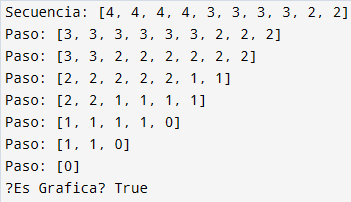 Secuencia: [4, 4, 4, 4, 3, 3, 3, 3, 2, 2]
Paso: [3, 3, 3, 3, 3, 3, 2, 2, 2]
Paso: [3, 3, 2, 2, 2, 2, 2, 2]
Paso: [2, 2, 2, 2, 2, 1, 1]
Paso: [2, 2, 1, 1, 1, 1]
Paso: [1, 1, 1, 1, 0]
Paso: [1, 1, 0]
Paso: [0]
?Es Grafica? True